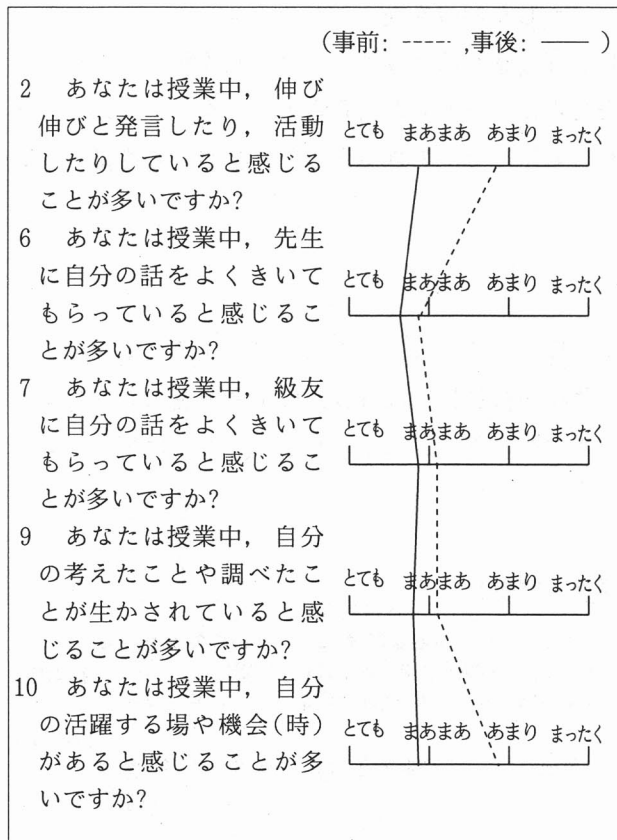 (事前: ----- ,事後: —— )
2 あなたは授業中，伸び
伸びと発言したり，活動
したりしていると感じる
ことが多いですか?
とても まあまあ あまり まったく
6 あなたは授業中，先生
に自分の話をよくきいて
もらっていると感じるこ
とが多いですか?
とても まあまあ あまり まったく
7 あなたは授業中，級友
に自分の話をよくきいて
もらっていると感じるこ
とが多いですか?
とても まあまあ あまり まったく
9 あなたは授業中，自分
の考えたことや調べたこ
とが生かされていると感
じることが多いですか?
とても まあまあ あまり まったく
10 あなたは授業中，自分
の活躍する場や機会(時)
があると感じることが多
いですか?
とても まあまあ あまり まったく